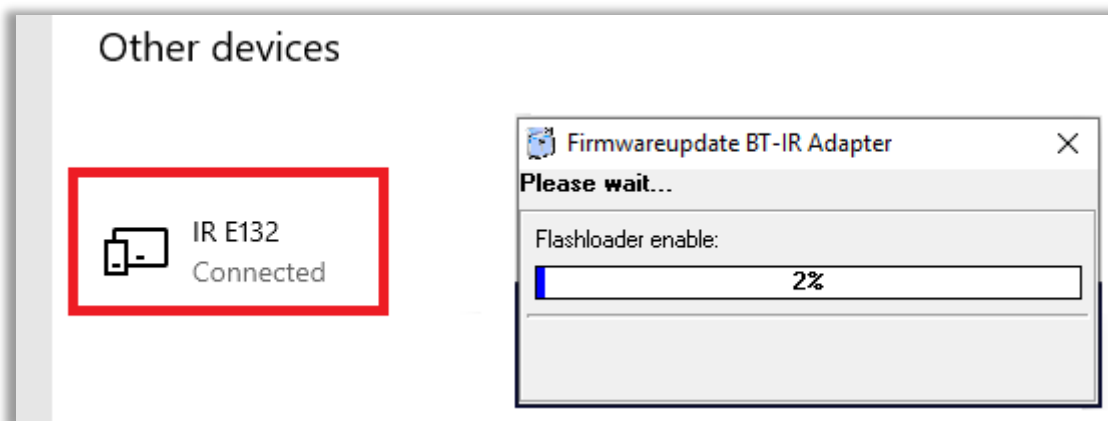 Other devices
IR E132
Connected
Firmwareupdate BT-IR Adapter
Please wait...
Flashloader enable:
2%